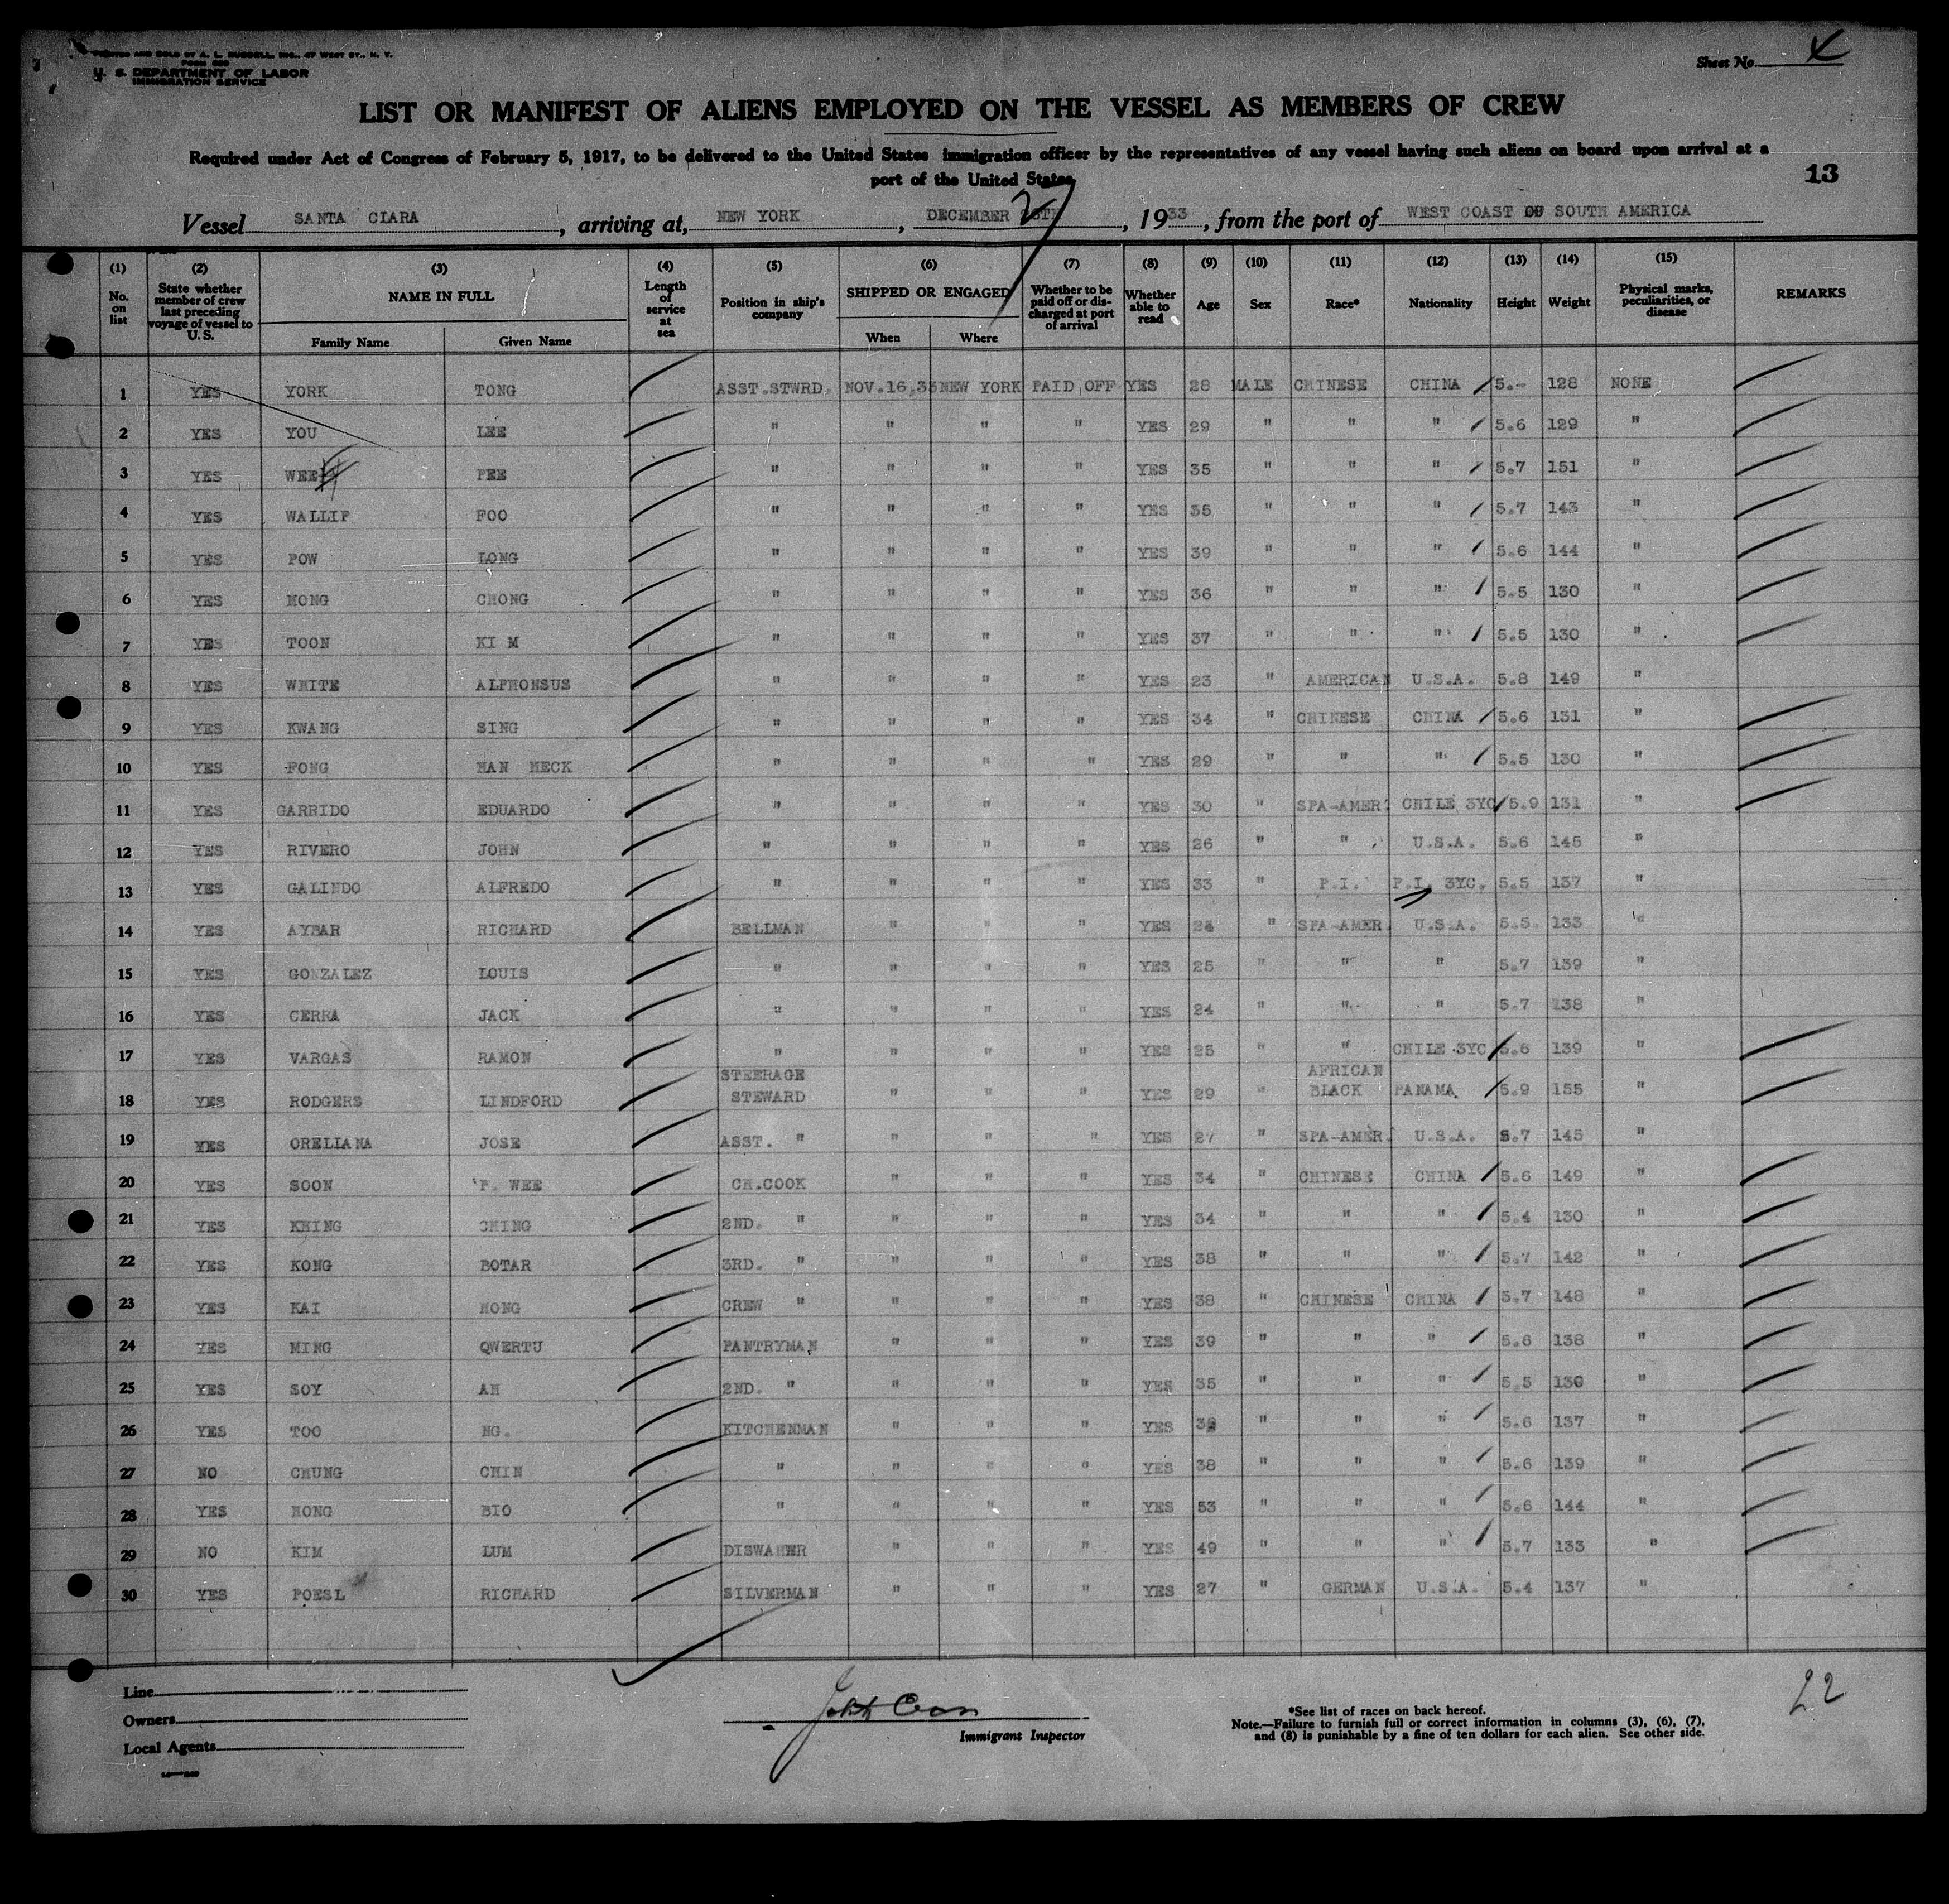 PRINTED AND SOLD BY A. L. RUSSELL, INC., 47 WEST ST., N. Y.
U. S. DEPARTMENT OF LABOR
IMMIGRATION SERVICE
Sheet No.
LIST OR MANIFEST OF ALIENS EMPLOYED ON THE VESSEL AS MEMBERS OF CREW
Required under Act of Congress of February 5, 1917, to be delivered to the United States immigration officer by the representatives of any vessel having such aliens on board upon arrival at a
port of the United States
13
Vessel SANTA CLARA, arriving at, NEW YORK, DECEMBER 27, 1933, from the port of WEST COAST OF SOUTH AMERICA
(1) No. on list (2) State whether member of crew last preceding voyage of vessel to U. S. (3) NAME IN FULL Family Name Given Name (4) Length of service at sea (5) Position in ship's company (6) SHIPPED OR ENGAGED When Where (7) Whether to be paid off or discharged at port of arrival (8) Whether able to read (9) Age (10) Sex (11) Race* (12) Nationality (13) Height (14) Weight (15) Physical marks, peculiarities, or disease REMARKS
1 YES YORK TONG ASST.STWRD. NOV.16,33 NEW YORK PAID OFF YES 28 MALE CHINESE CHINA 5.- 128 NONE
2 YES YOU LEE " " " " YES 29 " " " 5.6 129 "
3 YES WEE FEE " " " " YES 35 " " " 5.7 151 "
4 YES WALLIP FOO " " " " YES 35 " " " 5.7 143 "
5 YES POW LONG " " " " YES 39 " " " 5.6 144 "
6 YES HONG CHONG " " " " YES 36 " " " 5.5 130 "
7 YES TOON KI M " " " " YES 37 " " " 5.5 130 "
8 YES WHITE ALPHONSUS " " " " YES 23 " AMERICAN U.S.A. 5.8 149 "
9 YES KWANG SING " " " " YES 34 " CHINESE CHINA 5.6 131 "
10 YES FONG MAN HECK " " " " YES 29 " " " 5.5 130 "
11 YES GARRIDO EDUARDO " " " " YES 30 " SPA-AMER. CHILE 3YC 5.9 131 "
12 YES RIVERO JOHN " " " " YES 26 " " U.S.A. 5.6 145 "
13 YES GALINDO ALFREDO " " " " YES 33 " P.I. P.I. 3YC. 5.5 137 "
14 YES AYBAR RICHARD BELLMAN " " " YES 24 " SPA-AMER. U.S.A. 5.5. 133 "
15 YES GONZALEZ LOUIS " " " " YES 25 " " " 5.7 139 "
16 YES CERRA JACK " " " " YES 24 " " " 5.7 138 "
17 YES VARGAS RAMON " " " " YES 25 " " CHILE 3YC 5.6 139 "
18 YES RODGERS LINDFORD STEERAGE STEWARD " " " YES 29 " AFRICAN BLACK PANAMA 5.9 155 "
19 YES ORELIANA JOSE ASST. " " " " YES 27 " SPA-AMER. U.S.A. 5.7 145 "
20 YES SOON F. WEE CH.COOK " " " YES 34 " CHINESE CHINA 5.6 149 "
21 YES KHING CHING 2ND. " " " " YES 34 " " " 5.4 130 "
22 YES KONG BOTAR 3RD. " " " " YES 38 " " " 5.7 142 "
23 YES KAI HONG CREW " " " " YES 38 " CHINESE CHINA 5.7 148 "
24 YES MING QWERTU PANTRYMAN " " " YES 39 " " " 5.6 138 "
25 YES SOY AH 2ND. " " " " YES 35 " " " 5.5 130 "
26 YES TOO NG. KITCHENMAN " " " YES " " " 5.6 137 "
27 NO CHUNG CHIN " " " " YES 38 " " " 5.6 139 "
28 YES HONG BIO " " " " YES 53 " " " 5.6 144 "
29 NO KIM LUM DISWAHER " " " YES 49 " " " 5.7 133 "
30 YES POESL RICHARD SILVERMAN " " " YES 27 " GERMAN U.S.A. 5.4 137 "
Line
Owners
Local Agents
Immigrant Inspector
*See list of races on back hereof.
Note.—Failure to furnish full or correct information in columns (3), (6), (7),
and (8) is punishable by a fine of ten dollars for each alien. See other side.
22